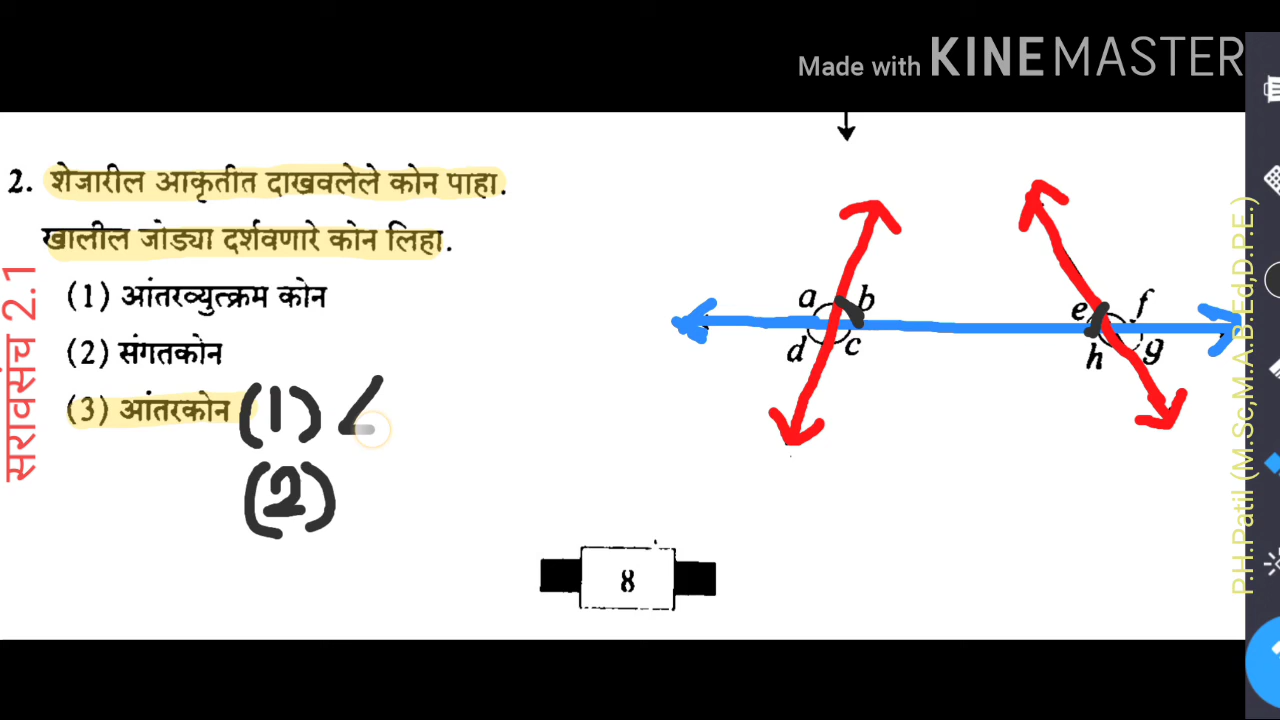 Made with KINEMASTER
2. शेजारील आकृतीत दाखवलेले कोन पाहा.
खालील जोड्या दर्शवणारे कोन लिहा.
(1) आंतरव्युत्क्रम कोन
(2) संगतकोन
(3) आंतरकोन
(1) ∠
(2)
a b
d c
e f
h g
8
सरावसंच 2.1
P.H.Patil (M.Sc,M.A.B.Ed,D.P.E.)